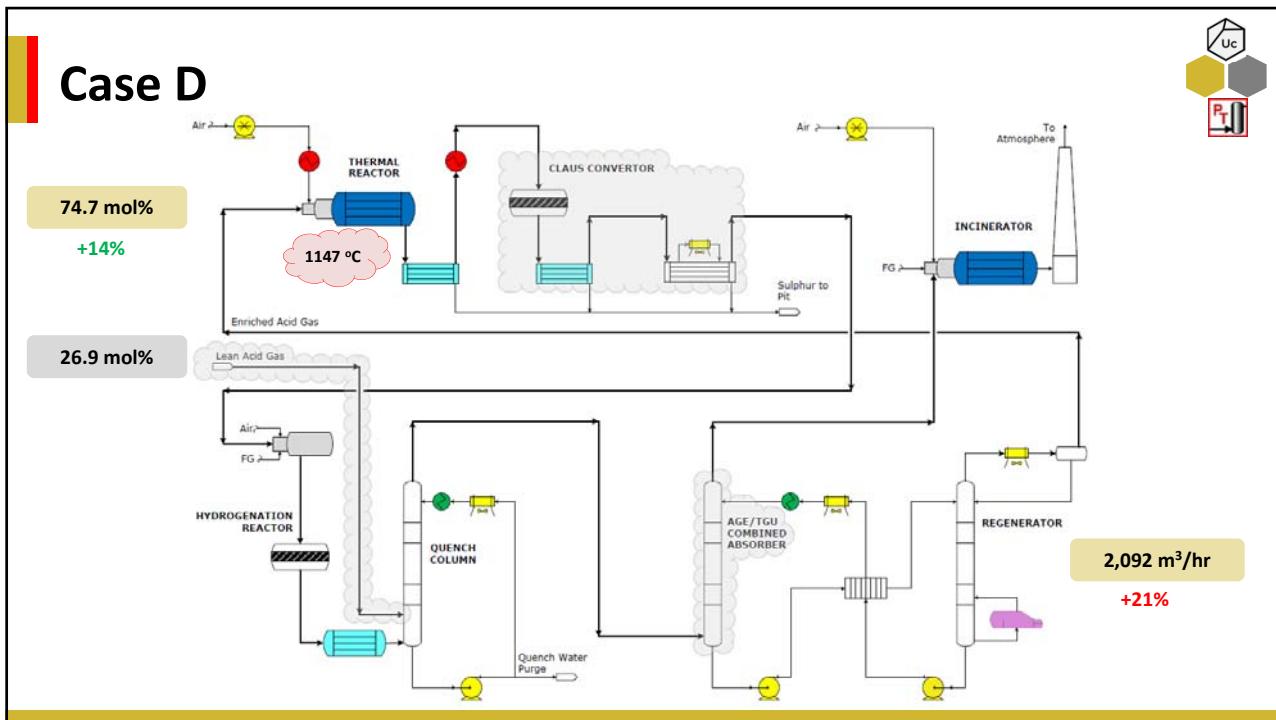 Case D
Uc
PT
Air
THERMAL
REACTOR
CLAUS CONVERTOR
Air
To
Atmosphere
74.7 mol%
+14%
1147 ºC
INCINERATOR
FG
Sulphur to
Pit
Enriched Acid Gas
26.9 mol%
Lean Acid Gas
Air
FG
HYDROGENATION
REACTOR
QUENCH
COLUMN
AGE/TGU
COMBINED
ABSORBER
REGENERATOR
2,092 m³/hr
+21%
Quench Water
Purge